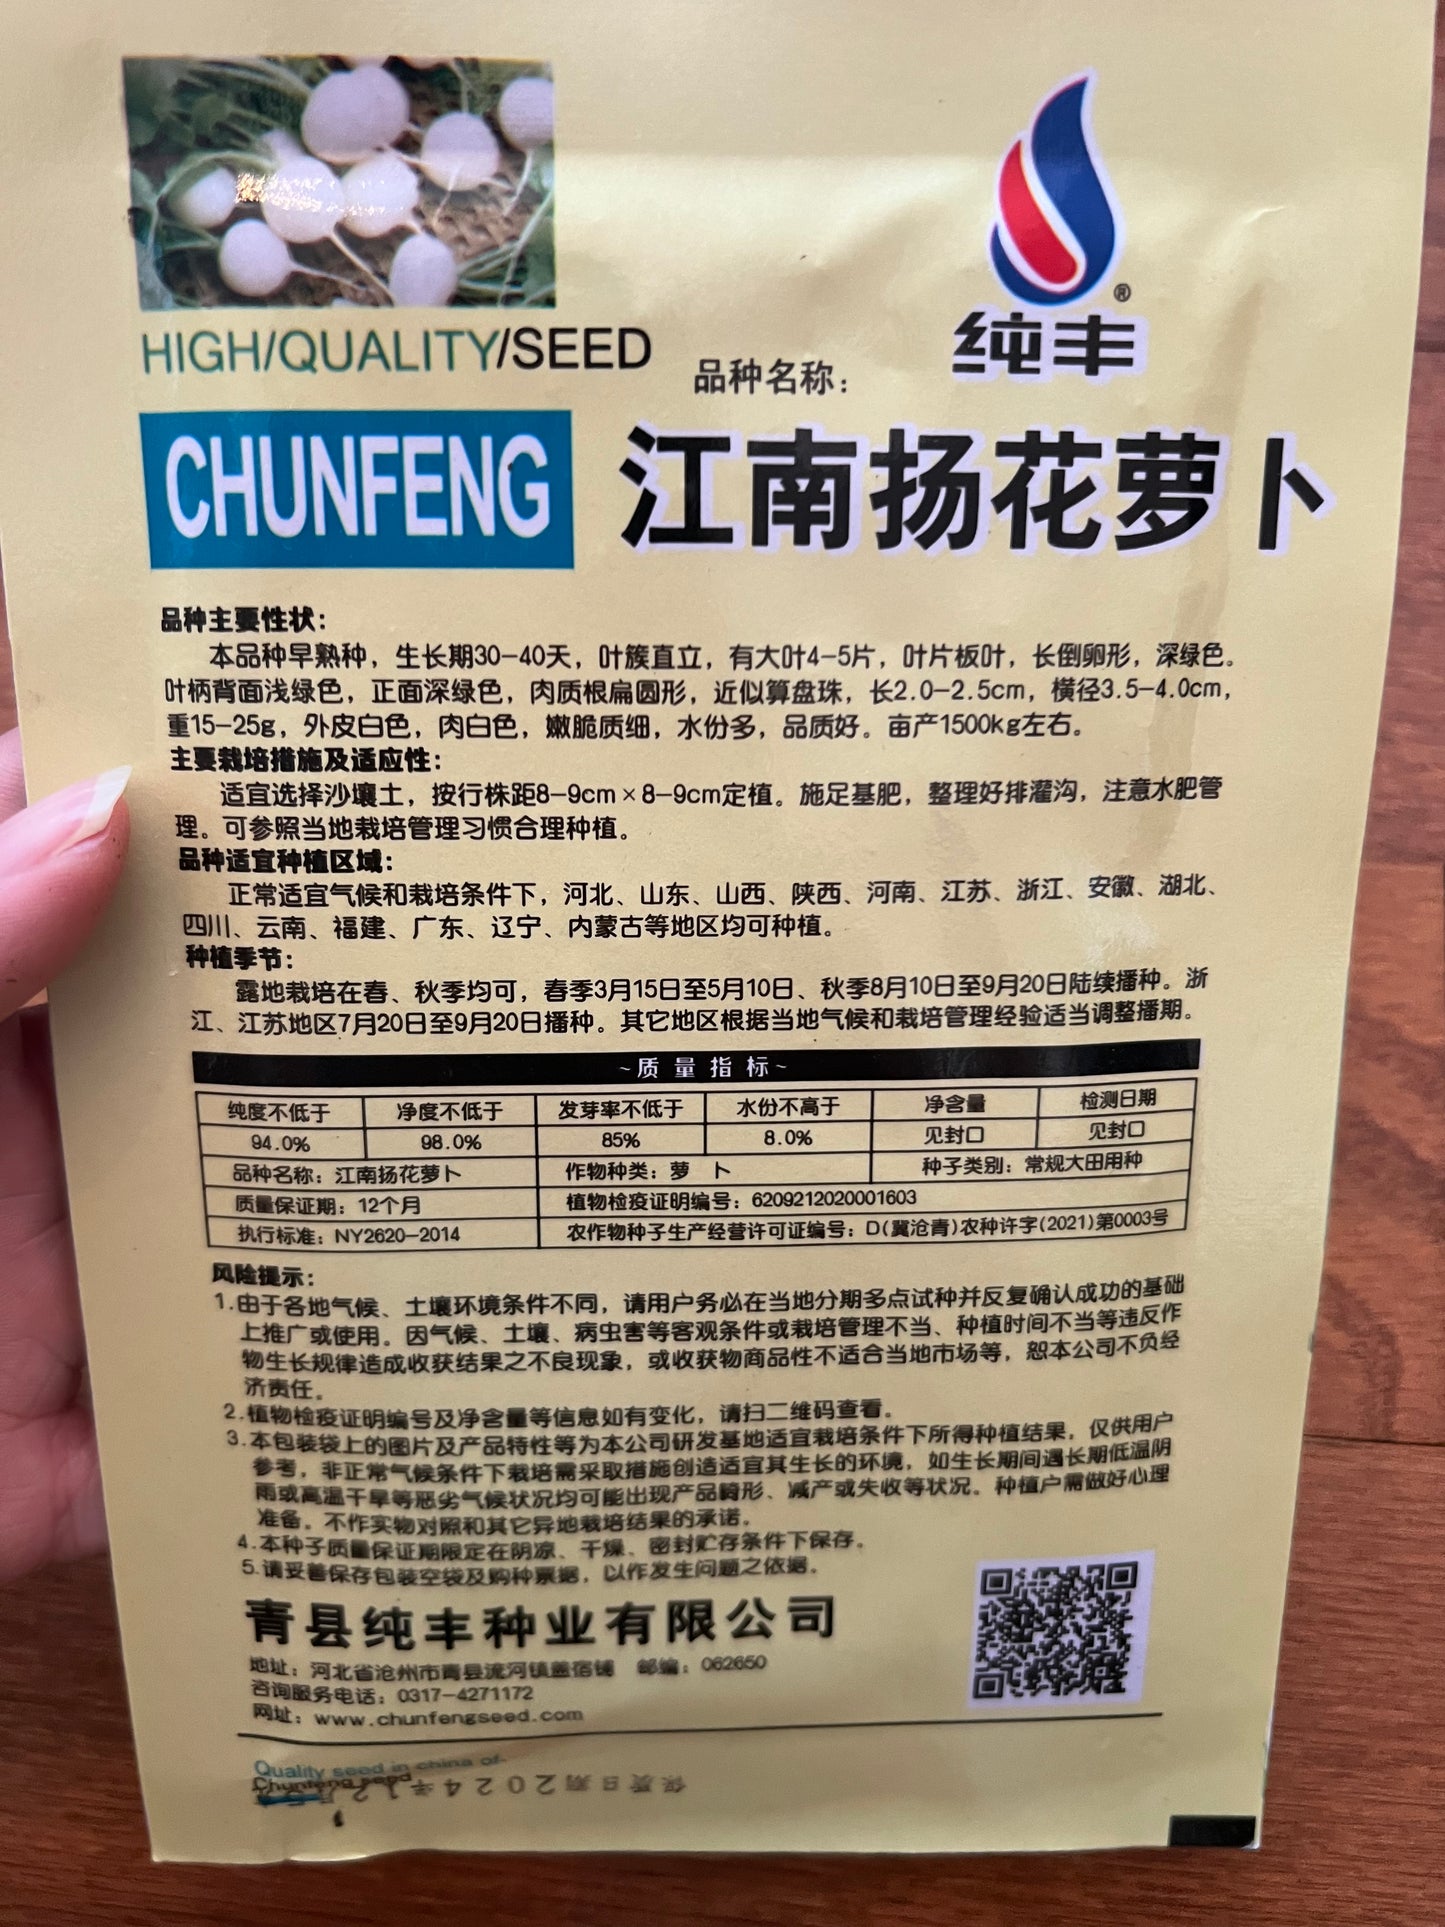 纯丰
HIGH/QUALITY/SEED
品种名称：
CHUNFENG
江南扬花萝卜
品种主要性状：
本品种早熟种，生长期30-40天，叶簇直立，有大叶4-5片，叶片板叶，长倒卵形，深绿色。
叶柄背面浅绿色，正面深绿色，肉质根扁圆形，近似算盘珠，长2.0-2.5cm，横径3.5-4.0cm，
重15-25g，外皮白色，肉白色，嫩脆质细，水份多，品质好。亩产1500kg左右。
主要栽培措施及适应性：
适宜选择沙壤土，按行株距8-9cm×8-9cm定植。施足基肥，整理好排灌沟，注意水肥管
理。可参照当地栽培管理习惯合理种植。
品种适宜种植区域：
正常适宜气候和栽培条件下，河北、山东、山西、陕西、河南、江苏、浙江、安徽、湖北、
四川、云南、福建、广东、辽宁、内蒙古等地区均可种植。
种植季节：
露地栽培在春、秋季均可，春季3月15日至5月10日、秋季8月10日至9月20日陆续播种。浙
江、江苏地区7月20日至9月20日播种。其它地区根据当地气候和栽培管理经验适当调整播期。
~质量指标~
纯度不低于 净度不低于 发芽率不低于 水份不高于 净含量 检测日期
94.0% 98.0% 85% 8.0% 见封口 见封口
品种名称：江南扬花萝卜 作物种类：萝 卜 种子类别：常规大田用种
质量保证期：12个月 植物检疫证明编号：6209212020001603
执行标准：NY2620-2014 农作物种子生产经营许可证编号：D(冀沧青)农种许字(2021)第0003号
风险提示：
1.由于各地气候、土壤环境条件不同，请用户务必在当地分期多点试种并反复确认成功的基础
上推广或使用。因气候、土壤、病虫害等客观条件或栽培管理不当、种植时间不当等违反作
物生长规律造成收获结果之不良现象，或收获物商品性不适合当地市场等，恕本公司不负经
济责任。
2.植物检疫证明编号及净含量等信息如有变化，请扫二维码查看。
3.本包装袋上的图片及产品特性等为本公司研发基地适宜栽培条件下所得种植结果，仅供用户
参考，非正常气候条件下栽培需采取措施创造适宜其生长的环境，如生长期间遇长期低温阴
雨或高温干旱等恶劣气候状况均可能出现产品畸形、减产或失收等状况。种植户需做好心理
准备。不作实物对照和其它异地栽培结果的承诺。
4.本种子质量保证期限定在阴凉、干燥、密封贮存条件下保存。
5.请妥善保存包装空袋及购种票据，以作发生问题之依据。
青县纯丰种业有限公司
地址：河北省沧州市青县流河镇盖宿铺 邮编：062650
咨询服务电话：0317-4271172
网址：www.chunfengseed.com
Quality seed in china of-
Chunfeng seed
保质日期2024年12月